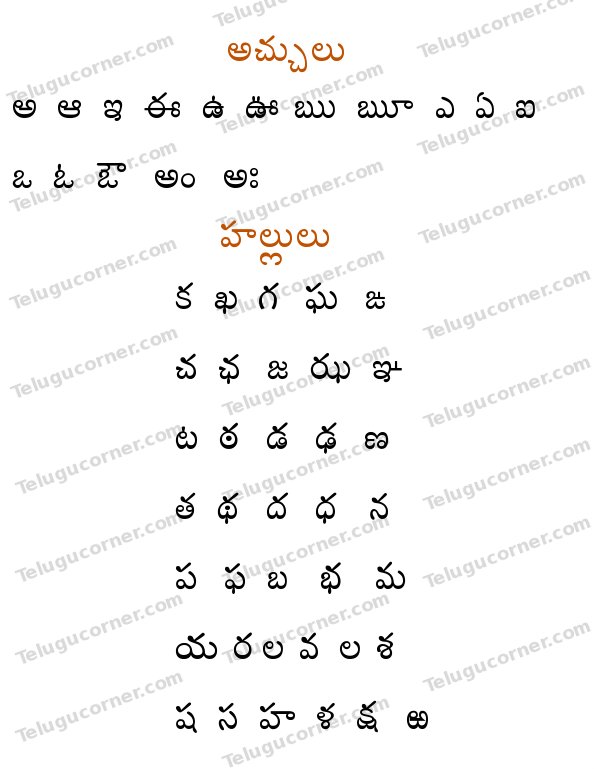 అచ్చులు
అ ఆ ఇ ఈ ఉ ఊ ఋ ౠ ఎ ఏ ఐ
ఒ ఓ ఔ అం అః
హల్లులు
క ఖ గ ఘ ఙ
చ ఛ జ ఝ ఞ
ట ఠ డ ఢ ణ
త థ ద ధ న
ప ఫ బ భ మ
య ర ల వ ల శ
ష స హ ళ క్ష ఱ
Telugucorner.com